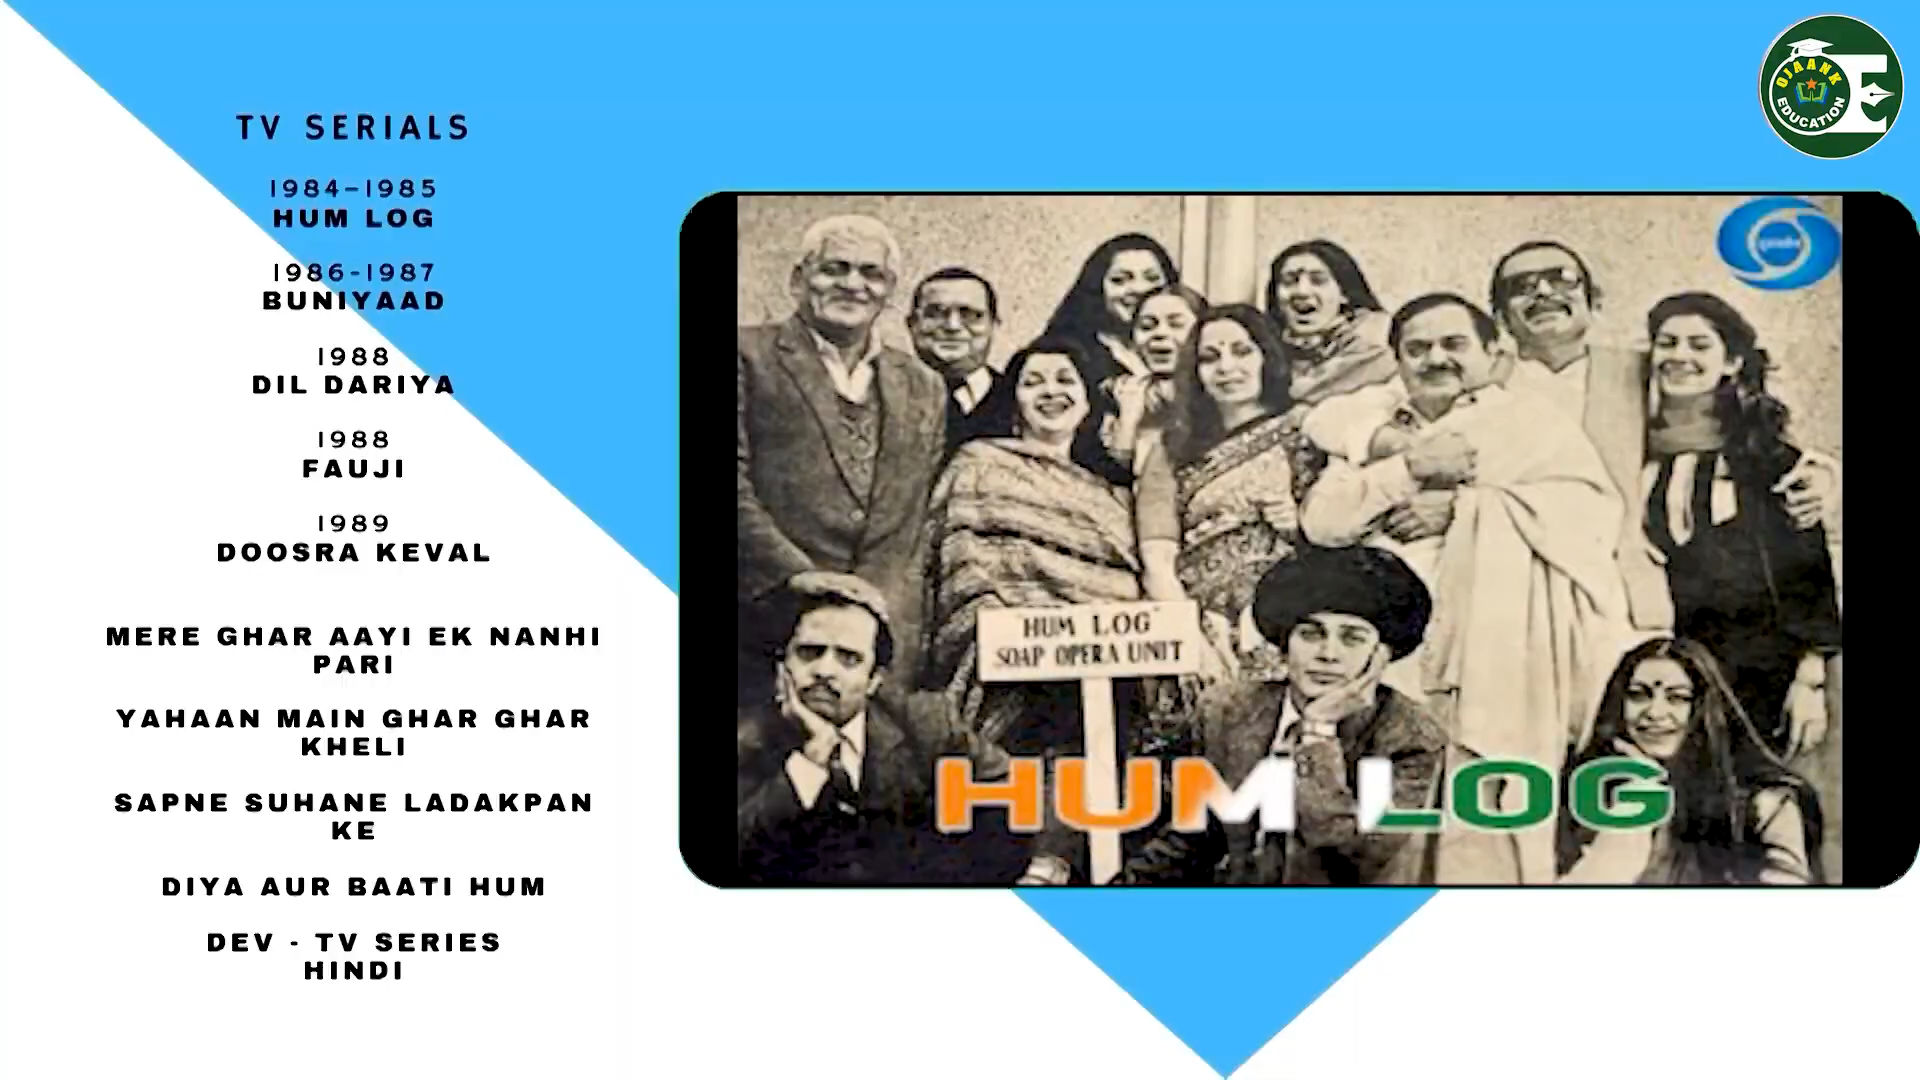 TV SERIALS
1984–1985
HUM LOG
1986-1987
BUNIYAAD
1988
DIL DARIYA
1988
FAUJI
1989
DOOSRA KEVAL
MERE GHAR AAYI EK NANHI
PARI
YAHAAN MAIN GHAR GHAR
KHELI
SAPNE SUHANE LADAKPAN
KE
DIYA AUR BAATI HUM
DEV - TV SERIES
HINDI
OJAANK
EDUCATION
E
HUM LOG
SOAP OPERA UNIT
HUM LOG